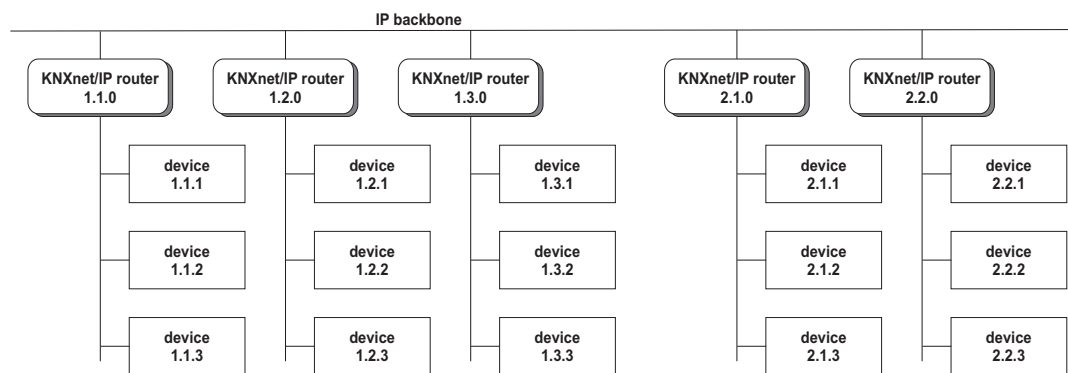 IP backbone
KNXnet/IP router
1.1.0
KNXnet/IP router
1.2.0
KNXnet/IP router
1.3.0
KNXnet/IP router
2.1.0
KNXnet/IP router
2.2.0
device
1.1.1
device
1.2.1
device
1.3.1
device
2.1.1
device
2.2.1
device
1.1.2
device
1.2.2
device
1.3.2
device
2.1.2
device
2.2.2
device
1.1.3
device
1.2.3
device
1.3.3
device
2.1.3
device
2.2.3